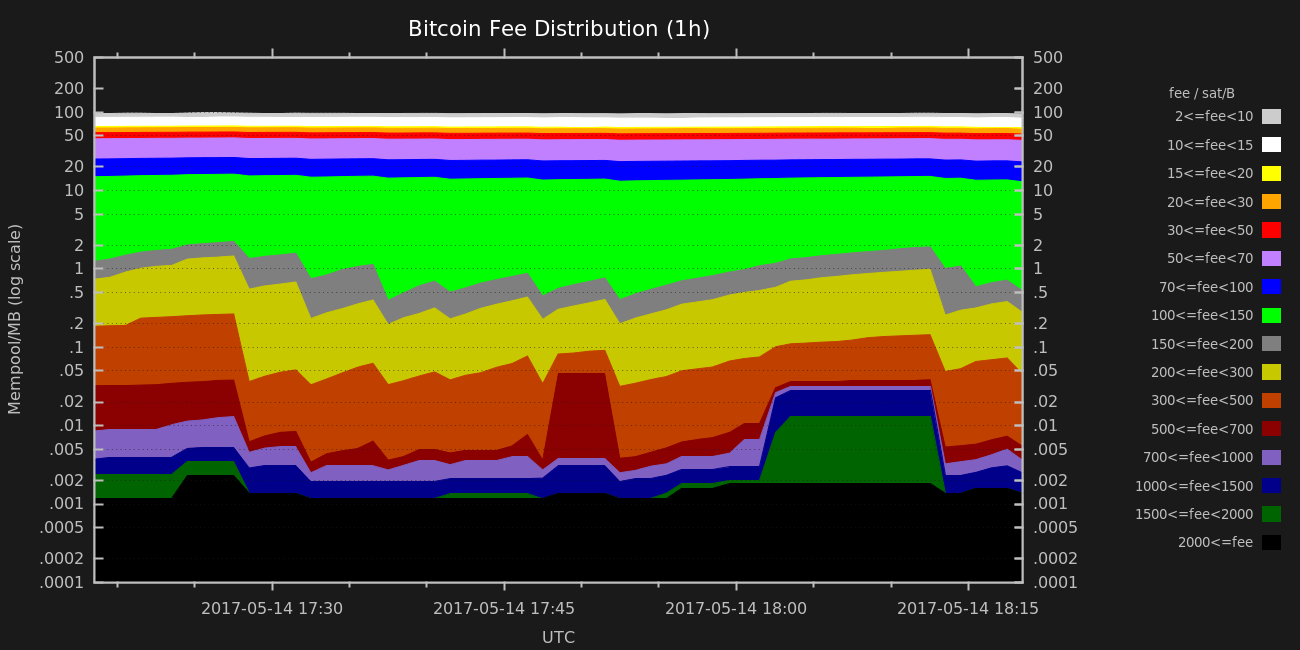 Bitcoin Fee Distribution (1h)
Mempool/MB (log scale)
500
200
100
50
20
10
5
2
1
.5
.2
.1
.05
.02
.01
.005
.002
.001
.0005
.0002
.0001
500
200
100
50
20
10
5
2
1
.5
.2
.1
.05
.02
.01
.005
.002
.001
.0005
.0002
.0001
2017-05-14 17:30
2017-05-14 17:45
2017-05-14 18:00
2017-05-14 18:15
UTC
fee / sat/B
2<=fee<10
10<=fee<15
15<=fee<20
20<=fee<30
30<=fee<50
50<=fee<70
70<=fee<100
100<=fee<150
150<=fee<200
200<=fee<300
300<=fee<500
500<=fee<700
700<=fee<1000
1000<=fee<1500
1500<=fee<2000
2000<=fee